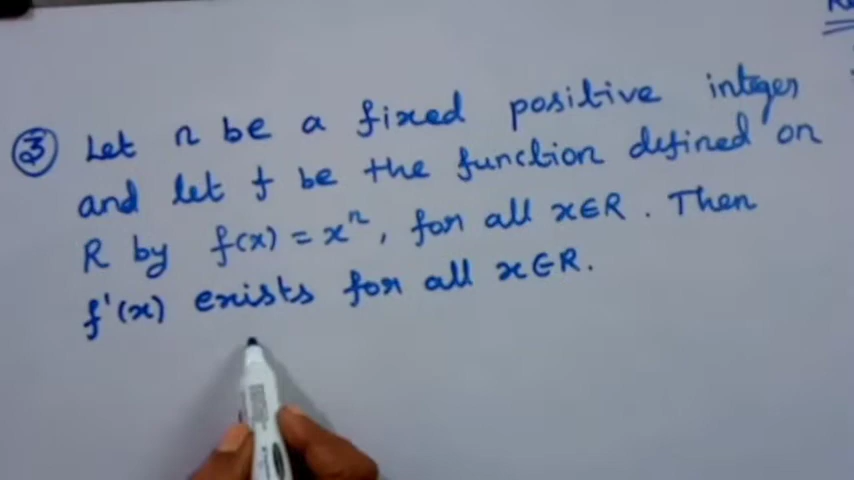 ③ Let n be a fixed positive integer
and let f be the function defined on
R by f(x) = xⁿ, for all x∈R. Then
f'(x) exists for all x∈R.